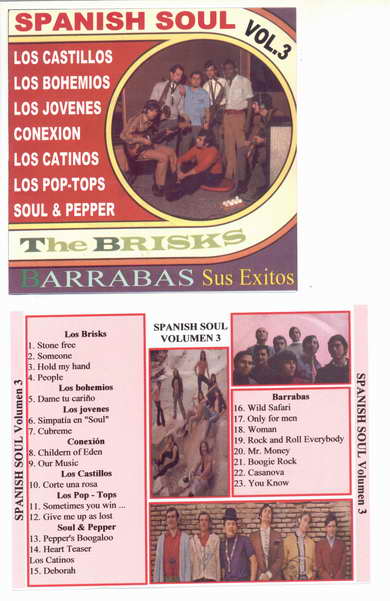 SPANISH SOUL
VOL.3
LOS CASTILLOS
LOS BOHEMIOS
LOS JOVENES
CONEXION
LOS CATINOS
LOS POP-TOPS
SOUL & PEPPER
The BRISKS
BARRABAS Sus Exitos
SPANISH SOUL Volumen 3
Los Brisks
1. Stone free
2. Someone
3. Hold my hand
4. People
Los bohemios
5. Dame tu cariño
Los jovenes
6. Simpatía en "Soul"
7. Cubreme
Conexión
8. Childern of Eden
9. Our Music
Los Castillos
10. Corte una rosa
Los Pop - Tops
11. Sometimes you win ...
12. Give me up as lost
Soul & Pepper
13. Pepper's Boogaloo
14. Heart Teaser
Los Catinos
15. Deborah
SPANISH SOUL
VOLUMEN 3
Barrabas
16. Wild Safari
17. Only for men
18. Woman
19. Rock and Roll Everybody
20. Mr. Money
21. Boogie Rock
22. Casanova
23. You Know
SPANISH SOUL Volumen 3